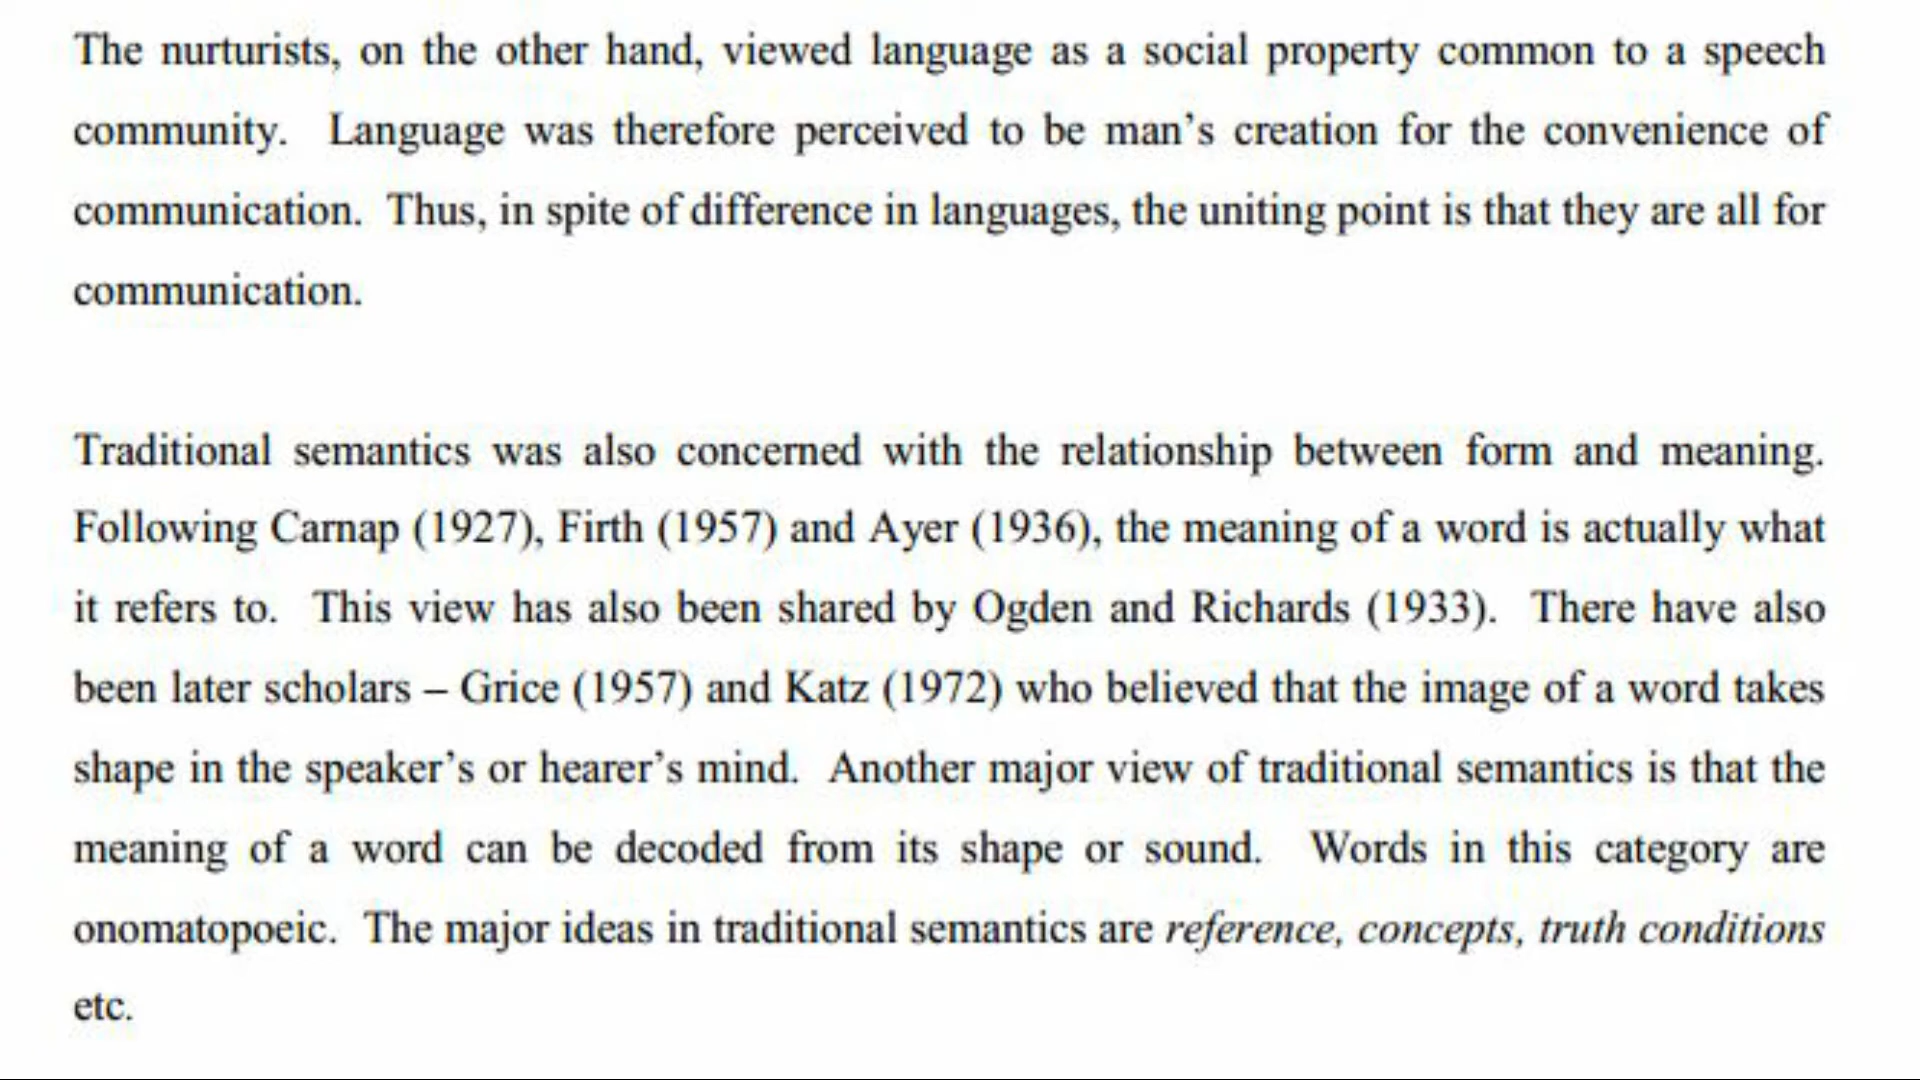 The nurturists, on the other hand, viewed language as a social property common to a speech
community. Language was therefore perceived to be man’s creation for the convenience of
communication. Thus, in spite of difference in languages, the uniting point is that they are all for
communication.
Traditional semantics was also concerned with the relationship between form and meaning.
Following Carnap (1927), Firth (1957) and Ayer (1936), the meaning of a word is actually what
it refers to. This view has also been shared by Ogden and Richards (1933). There have also
been later scholars – Grice (1957) and Katz (1972) who believed that the image of a word takes
shape in the speaker’s or hearer’s mind. Another major view of traditional semantics is that the
meaning of a word can be decoded from its shape or sound. Words in this category are
onomatopoeic. The major ideas in traditional semantics are reference, concepts, truth conditions
etc.